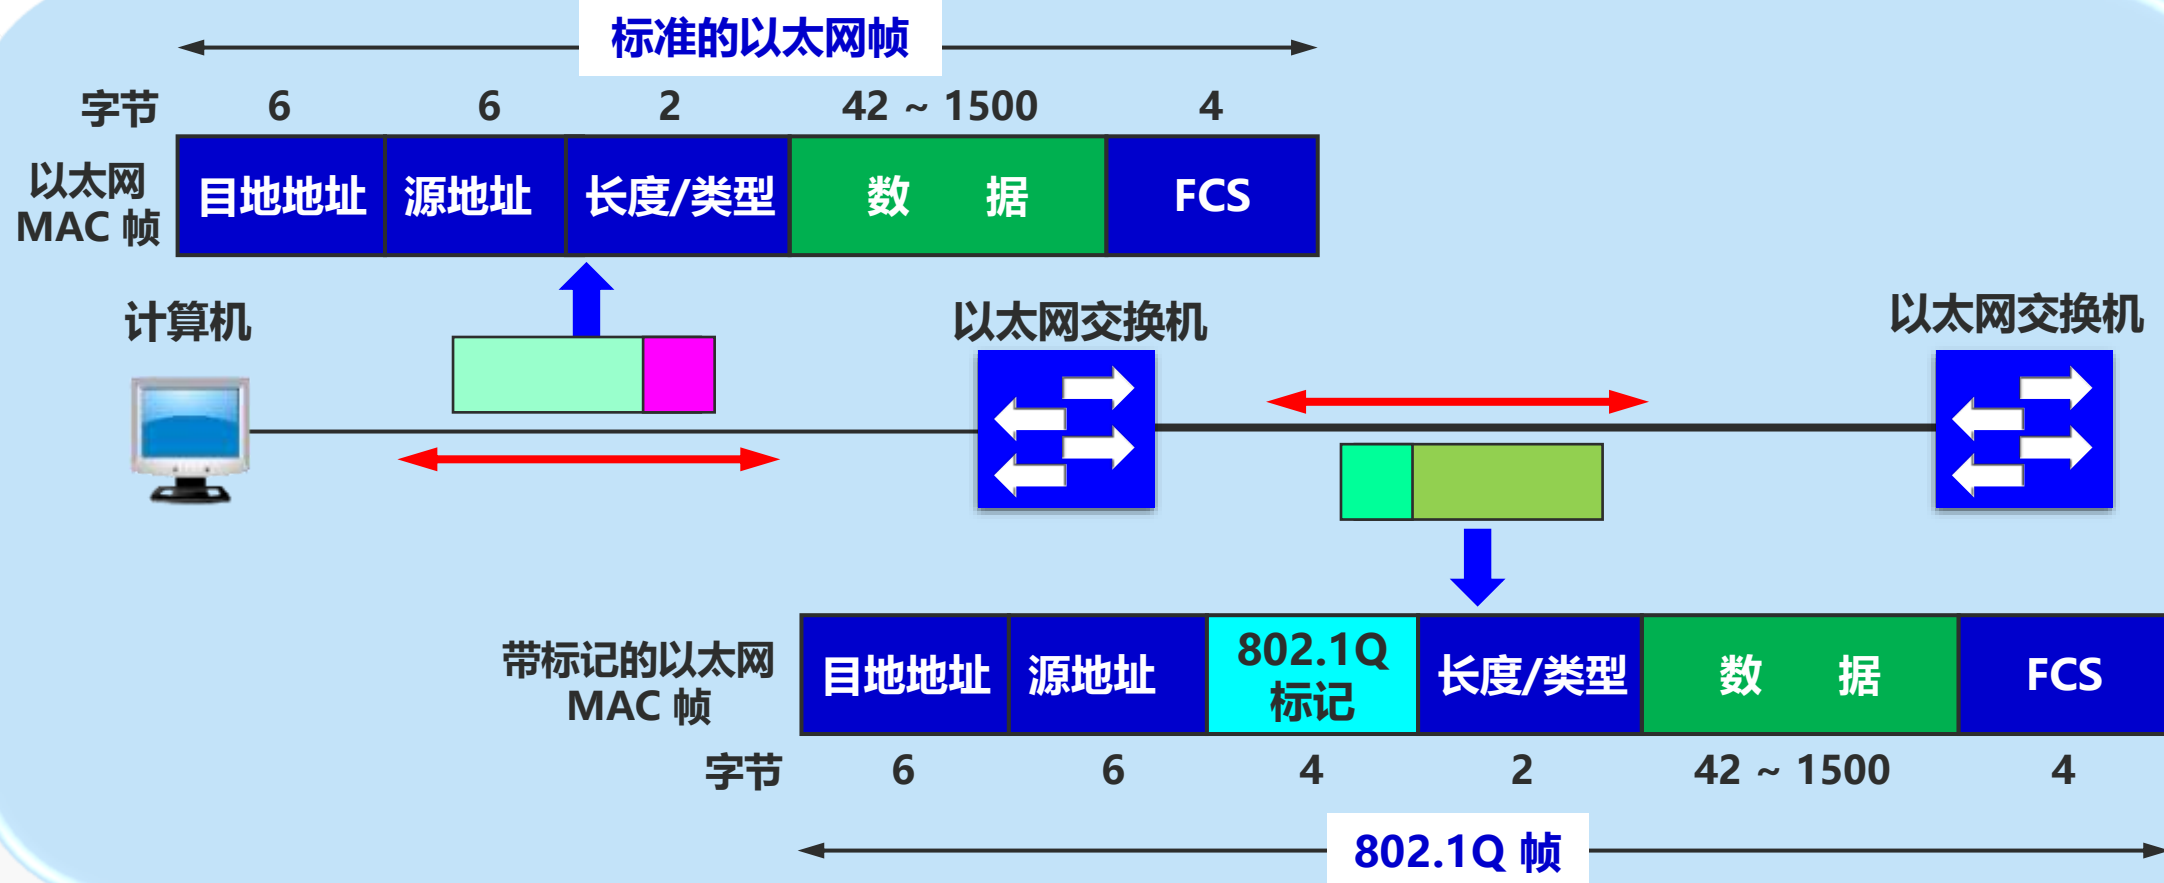 标准的以太网帧
字节 6 6 2 42 ~ 1500 4
以太网
MAC 帧
目地地址 源地址 长度/类型 数 据 FCS
计算机
以太网交换机
以太网交换机
带标记的以太网
MAC 帧
目地地址 源地址 802.1Q
标记 长度/类型 数 据 FCS
字节 6 6 4 2 42 ~ 1500 4
802.1Q 帧